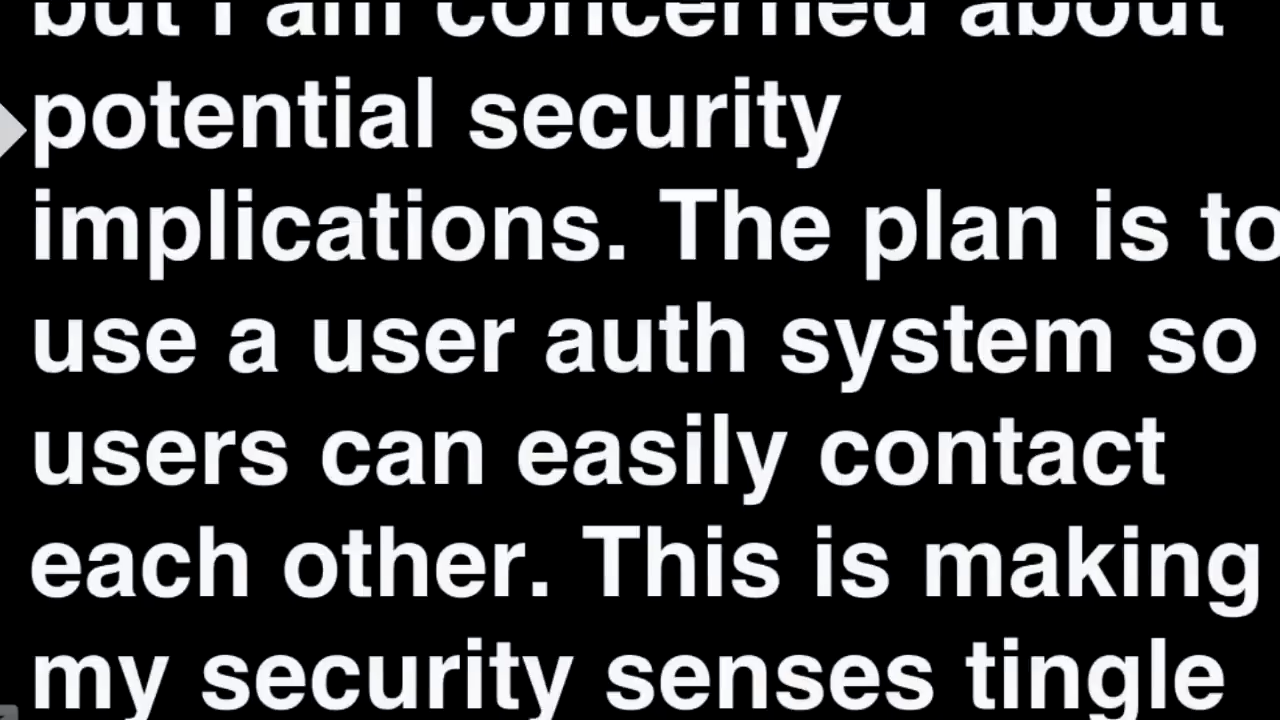 but I am concerned about
potential security
implications. The plan is to
use a user auth system so
users can easily contact
each other. This is making
my security senses tingle